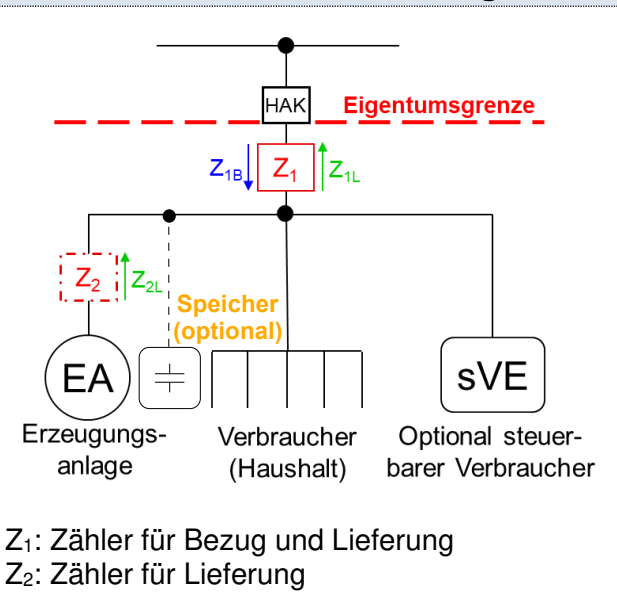 HAK
Eigentumsgrenze
Z1B
Z1
Z1L
Z2
Z2L
Speicher
(optional)
EA
sVE
Erzeugungs-
anlage
Verbraucher
(Haushalt)
Optional steuer-
barer Verbraucher
Z1: Zähler für Bezug und Lieferung
Z2: Zähler für Lieferung